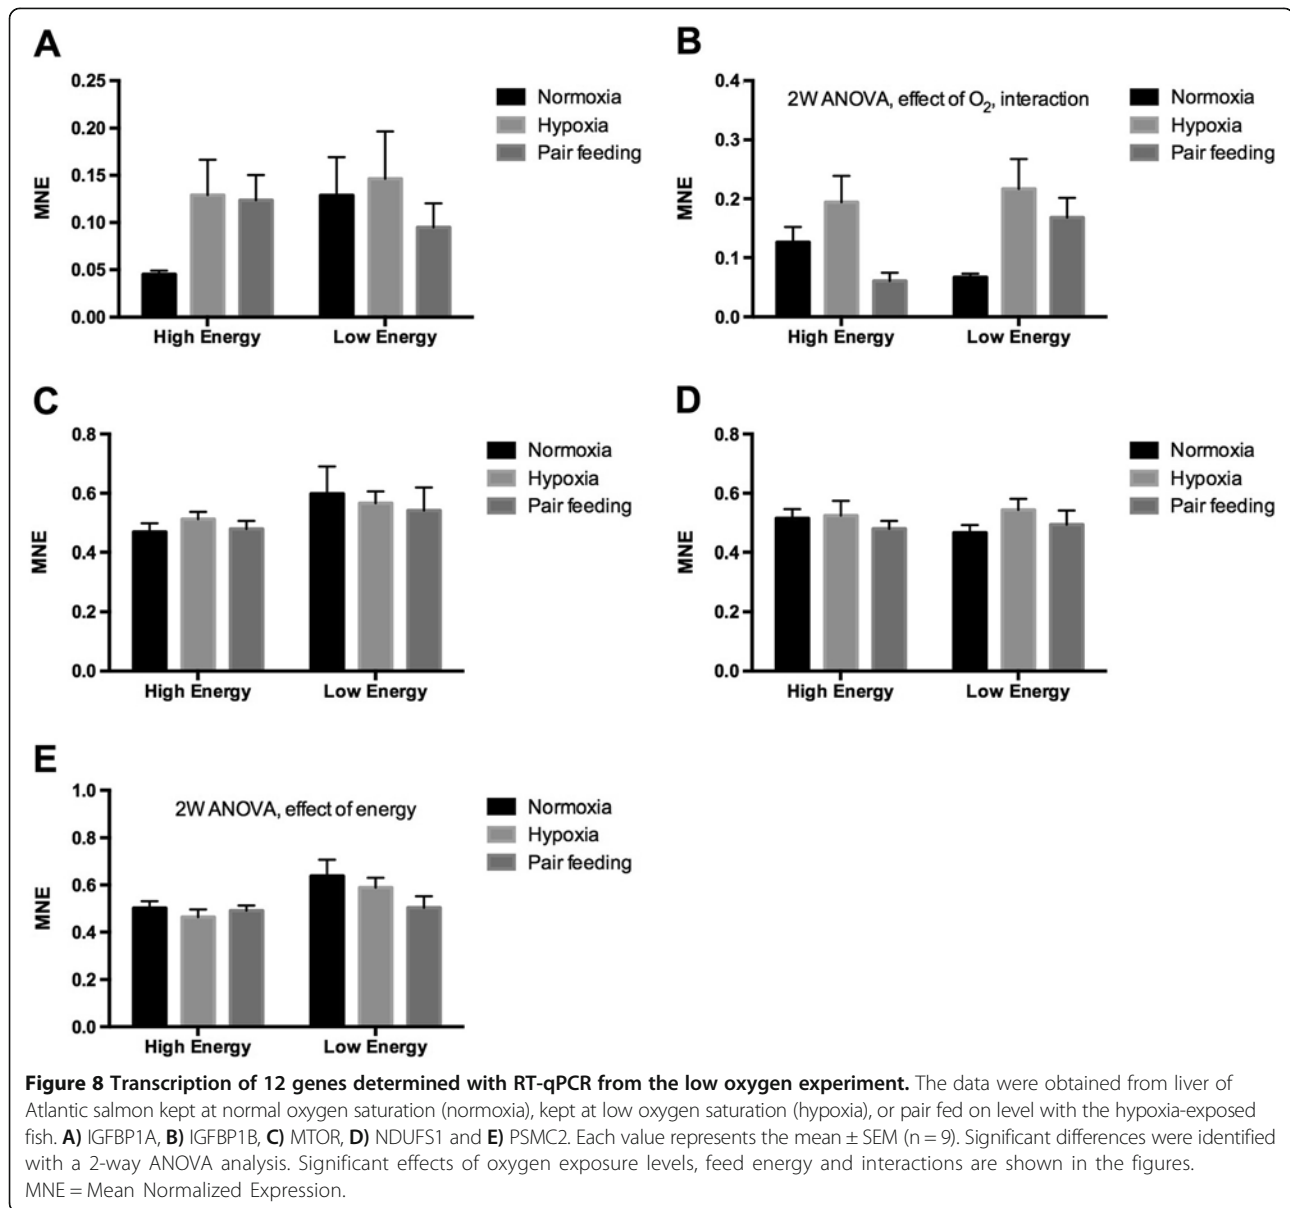 A
0.25
0.20
0.15
0.10
0.05
0.00
MNE
High Energy
Low Energy
Normoxia
Hypoxia
Pair feeding
B
0.4
0.3
0.2
0.1
0.0
MNE
2W ANOVA, effect of O2, interaction
High Energy
Low Energy
Normoxia
Hypoxia
Pair feeding
C
0.8
0.6
0.4
0.2
0.0
MNE
High Energy
Low Energy
Normoxia
Hypoxia
Pair feeding
D
0.8
0.6
0.4
0.2
0.0
MNE
High Energy
Low Energy
Normoxia
Hypoxia
Pair feeding
E
1.0
0.8
0.6
0.4
0.2
0.0
MNE
2W ANOVA, effect of energy
High Energy
Low Energy
Normoxia
Hypoxia
Pair feeding
Figure 8 Transcription of 12 genes determined with RT-qPCR from the low oxygen experiment. The data were obtained from liver of
Atlantic salmon kept at normal oxygen saturation (normoxia), kept at low oxygen saturation (hypoxia), or pair fed on level with the hypoxia-exposed
fish. A) IGFBP1A, B) IGFBP1B, C) MTOR, D) NDUFS1 and E) PSMC2. Each value represents the mean ± SEM (n = 9). Significant differences were identified
with a 2-way ANOVA analysis. Significant effects of oxygen exposure levels, feed energy and interactions are shown in the figures.
MNE = Mean Normalized Expression.